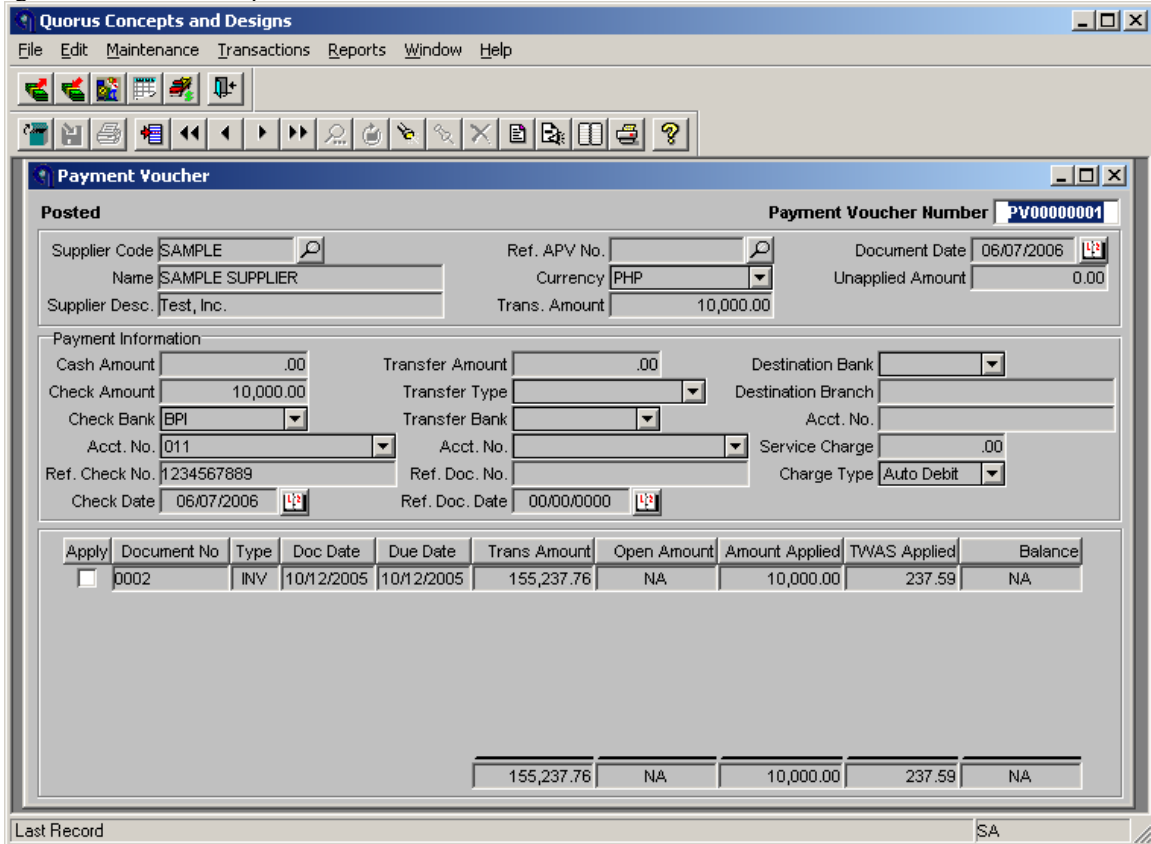 Quorus Concepts and Designs
File Edit Maintenance Transactions Reports Window Help
Payment Voucher
Posted Payment Voucher Number PV00000001
Supplier Code SAMPLE Ref. APV No. Document Date 06/07/2006
Name SAMPLE SUPPLIER Currency PHP Unapplied Amount 0.00
Supplier Desc. Test, Inc. Trans. Amount 10,000.00
Payment Information
Cash Amount .00 Transfer Amount .00 Destination Bank
Check Amount 10,000.00 Transfer Type Destination Branch
Check Bank BPI Transfer Bank Acct. No.
Acct. No. 011 Acct. No. Service Charge .00
Ref. Check No. 1234567889 Ref. Doc. No. Charge Type Auto Debit
Check Date 06/07/2006 Ref. Doc. Date 00/00/0000
Apply Document No Type Doc Date Due Date Trans Amount Open Amount Amount Applied TWAS Applied Balance
0002 INV 10/12/2005 10/12/2005 155,237.76 NA 10,000.00 237.59 NA
155,237.76 NA 10,000.00 237.59 NA
Last Record SA